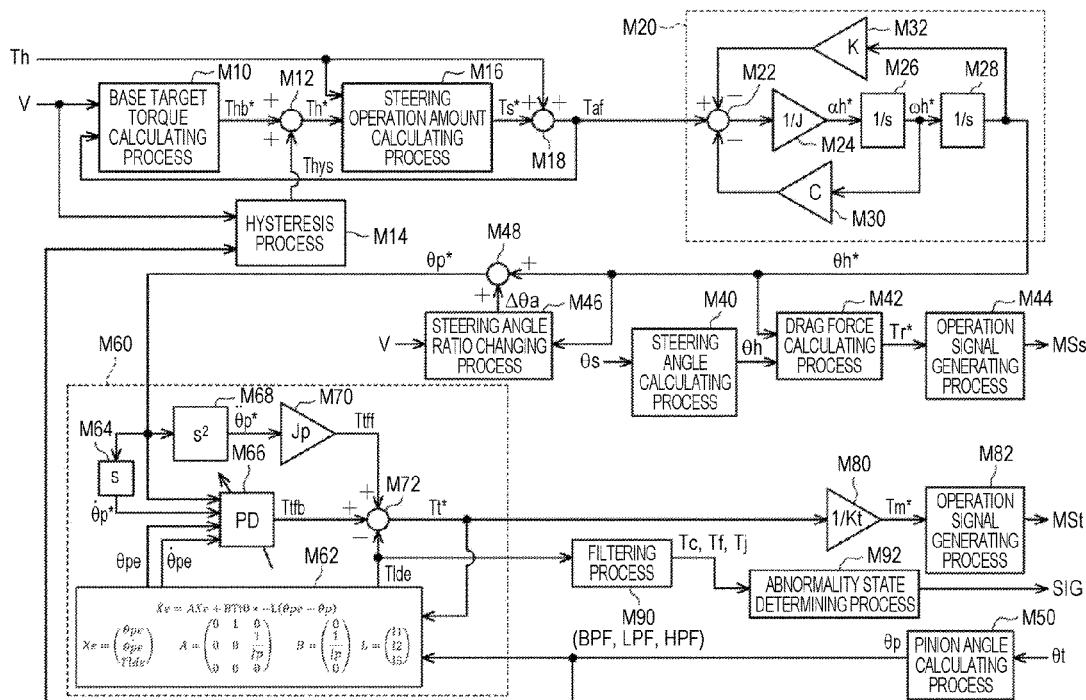 Th
V
M10
BASE TARGET
TORQUE
CALCULATING
PROCESS
Thb*
M12
+
+
Th*
M16
STEERING
OPERATION AMOUNT
CALCULATING
PROCESS
Ts*
+
+
M18
Taf
Thys
HYSTERESIS
PROCESS
M14
M20
M32
K
M22
−
+
−
1/J
M24
αh*
M26
1/s
ωh*
M28
1/s
C
M30
θh*
θp*
M48
+
+
Δθa
M46
V
STEERING ANGLE
RATIO CHANGING
PROCESS
M40
θs
STEERING
ANGLE
CALCULATING
PROCESS
θh
M42
DRAG FORCE
CALCULATING
PROCESS
Tr*
M44
OPERATION
SIGNAL
GENERATING
PROCESS
MSs
M60
M64
s
θ̇p*
M68
s²
θ̈p*
M70
Jp
Ttff
M66
PD
Ttfb
M72
+
+
−
Tt*
θpe
θ̇pe
M62
Tlde
M80
1/Kt
Tm*
M82
OPERATION
SIGNAL
GENERATING
PROCESS
MSt
FILTERING
PROCESS
M90
(BPF, LPF, HPF)
Tc, Tf, Tj
M92
ABNORMALITY STATE
DETERMINING PROCESS
SIG
M50
θp
PINION ANGLE
CALCULATING
PROCESS
θt